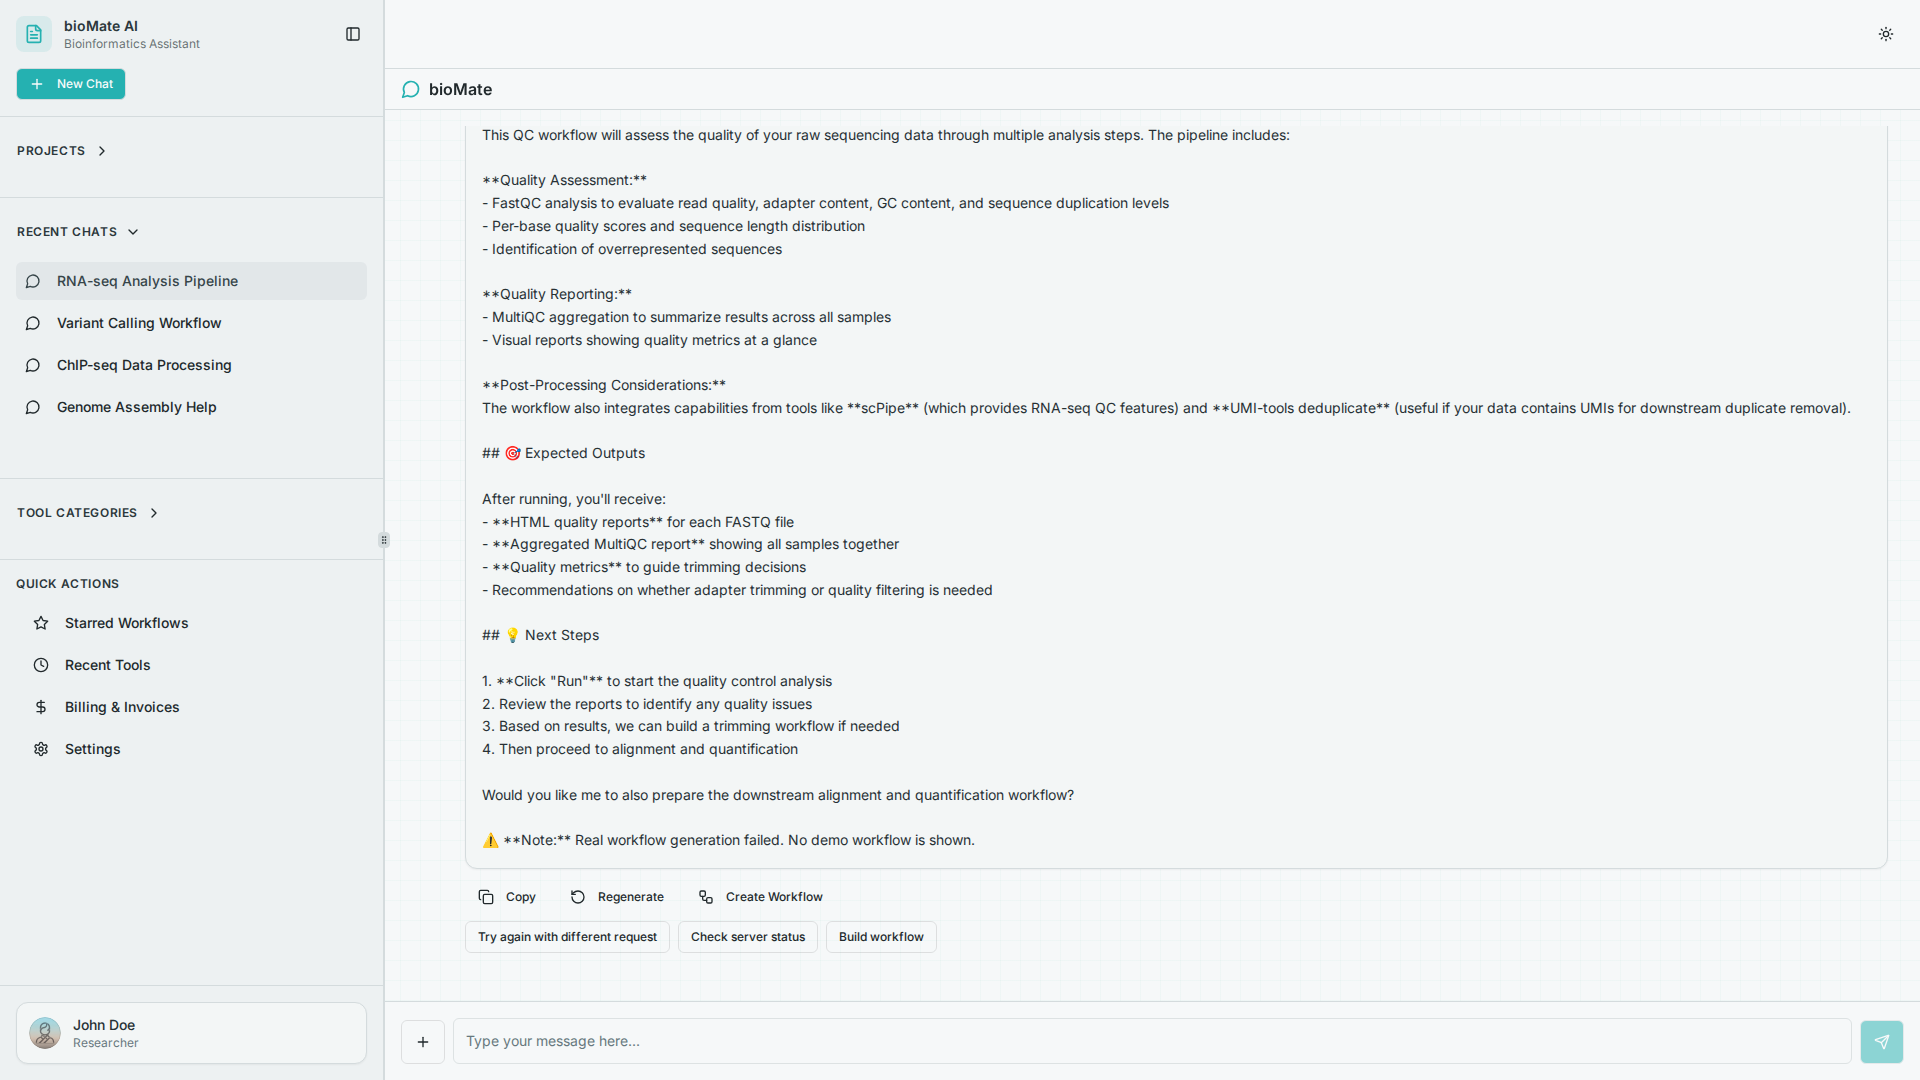 bioMate AI
Bioinformatics Assistant
New Chat
PROJECTS
RECENT CHATS
RNA-seq Analysis Pipeline
Variant Calling Workflow
ChIP-seq Data Processing
Genome Assembly Help
TOOL CATEGORIES
QUICK ACTIONS
Starred Workflows
Recent Tools
Billing & Invoices
Settings
John Doe
Researcher
bioMate
This QC workflow will assess the quality of your raw sequencing data through multiple analysis steps. The pipeline includes:
**Quality Assessment:**
- FastQC analysis to evaluate read quality, adapter content, GC content, and sequence duplication levels
- Per-base quality scores and sequence length distribution
- Identification of overrepresented sequences
**Quality Reporting:**
- MultiQC aggregation to summarize results across all samples
- Visual reports showing quality metrics at a glance
**Post-Processing Considerations:**
The workflow also integrates capabilities from tools like **scPipe** (which provides RNA-seq QC features) and **UMI-tools deduplicate** (useful if your data contains UMIs for downstream duplicate removal).
## 🎯 Expected Outputs
After running, you'll receive:
- **HTML quality reports** for each FASTQ file
- **Aggregated MultiQC report** showing all samples together
- **Quality metrics** to guide trimming decisions
- Recommendations on whether adapter trimming or quality filtering is needed
## 💡 Next Steps
1. **Click "Run"** to start the quality control analysis
2. Review the reports to identify any quality issues
3. Based on results, we can build a trimming workflow if needed
4. Then proceed to alignment and quantification
Would you like me to also prepare the downstream alignment and quantification workflow?
⚠️ **Note:** Real workflow generation failed. No demo workflow is shown.
Copy Regenerate Create Workflow
Try again with different request Check server status Build workflow
Type your message here...